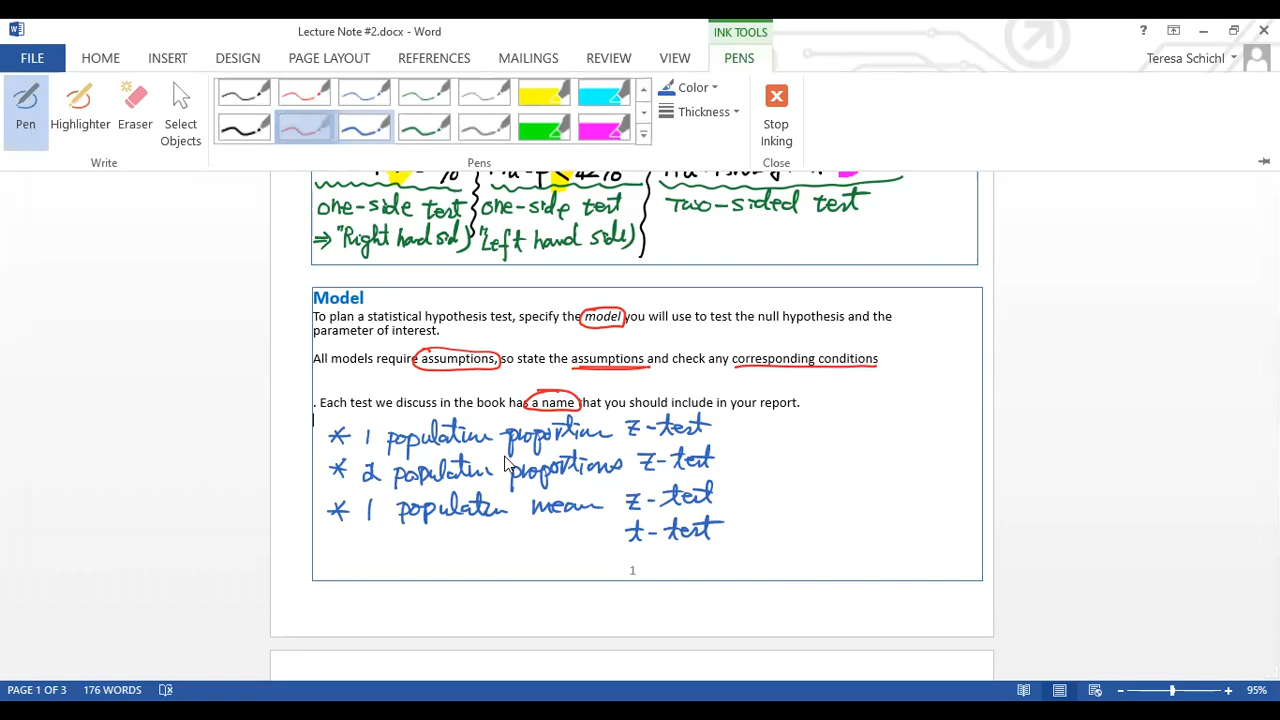 Lecture Note #2.docx - Word
INK TOOLS
?
FILE HOME INSERT DESIGN PAGE LAYOUT REFERENCES MAILINGS REVIEW VIEW PENS
Teresa Schichl
Pen
Highlighter
Eraser
Select
Objects
Color
Thickness
Stop
Inking
Write
Pens
Close
one-side test one-side test Two-sided test
⇒ "Right hand sid) "Left hand side)
Model
To plan a statistical hypothesis test, specify the model you will use to test the null hypothesis and the
parameter of interest.
All models require assumptions, so state the assumptions and check any corresponding conditions
. Each test we discuss in the book has a name that you should include in your report.
* 1 population proportion z-test
* 2 population proportions z-test
* 1 population mean z-test
t-test
1
PAGE 1 OF 3 176 WORDS
95%